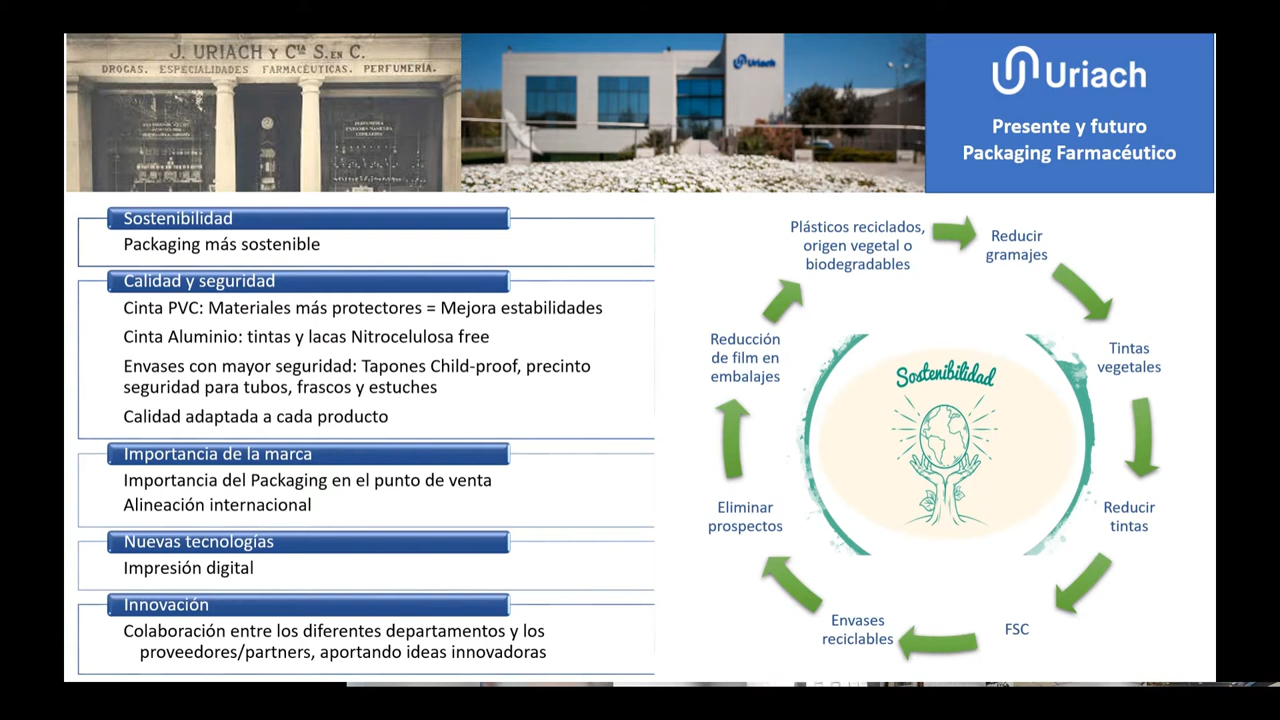 J. URIACH Y Cᴵᴬ S. EN C.
DROGAS. ESPECIALIDADES FARMACÉUTICAS. PERFUMERÍA.
Uriach
Uriach
Presente y futuro
Packaging Farmacéutico
Sostenibilidad
Packaging más sostenible
Calidad y seguridad
Cinta PVC: Materiales más protectores = Mejora estabilidades
Cinta Aluminio: tintas y lacas Nitrocelulosa free
Envases con mayor seguridad: Tapones Child-proof, precinto
seguridad para tubos, frascos y estuches
Calidad adaptada a cada producto
Importancia de la marca
Importancia del Packaging en el punto de venta
Alineación internacional
Nuevas tecnologías
Impresión digital
Innovación
Colaboración entre los diferentes departamentos y los
proveedores/partners, aportando ideas innovadoras
Plásticos reciclados,
origen vegetal o
biodegradables
Reducir
gramajes
Tintas
vegetales
Reducir
tintas
FSC
Envases
reciclables
Eliminar
prospectos
Reducción
de film en
embalajes
Sostenibilidad